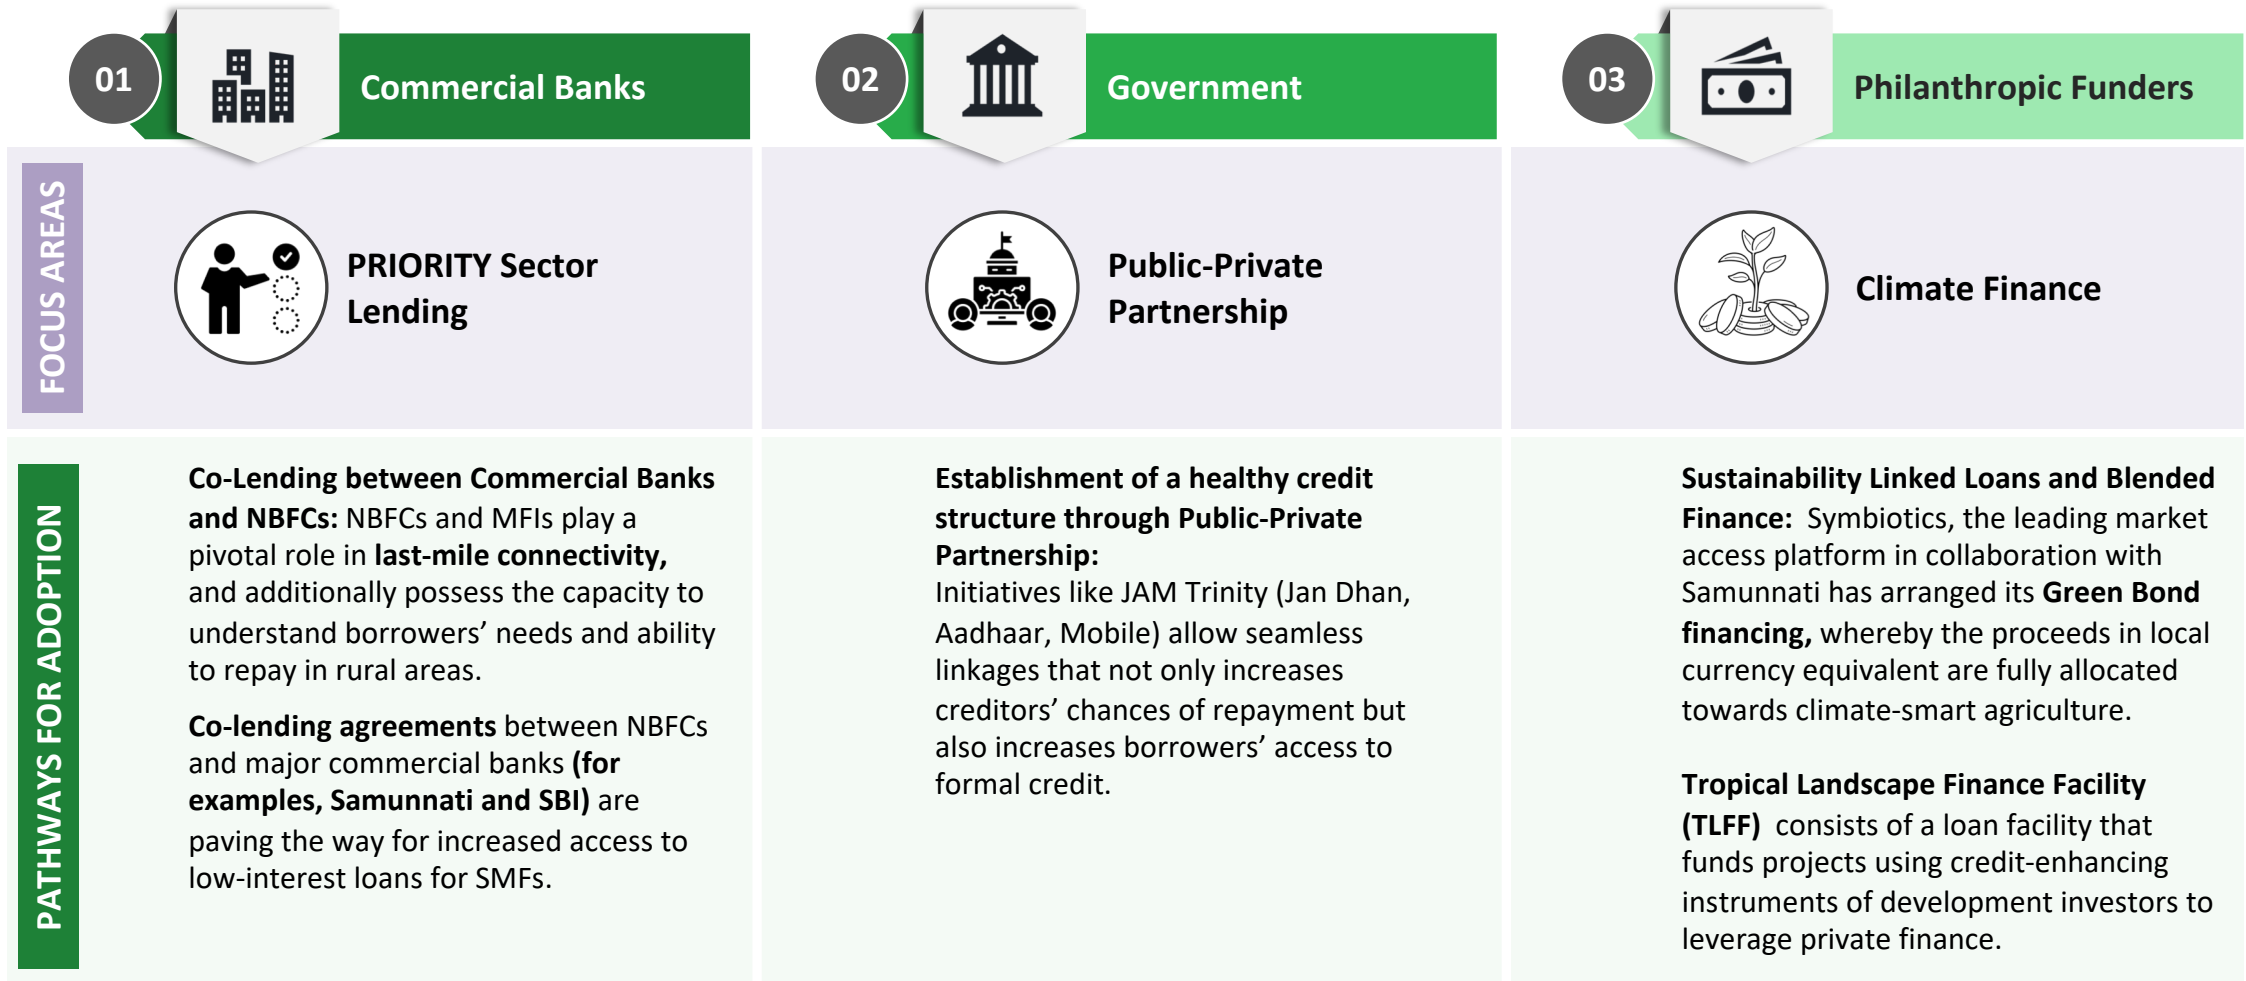 01
Commercial Banks
02
Government
03
Philanthropic Funders
FOCUS AREAS
PRIORITY Sector
Lending
Public-Private
Partnership
Climate Finance
PATHWAYS FOR ADOPTION
Co-Lending between Commercial Banks
and NBFCs: NBFCs and MFIs play a
pivotal role in last-mile connectivity,
and additionally possess the capacity to
understand borrowers’ needs and ability
to repay in rural areas.
Co-lending agreements between NBFCs
and major commercial banks (for
examples, Samunnati and SBI) are
paving the way for increased access to
low-interest loans for SMFs.
Establishment of a healthy credit
structure through Public-Private
Partnership:
Initiatives like JAM Trinity (Jan Dhan,
Aadhaar, Mobile) allow seamless
linkages that not only increases
creditors’ chances of repayment but
also increases borrowers’ access to
formal credit.
Sustainability Linked Loans and Blended
Finance: Symbiotics, the leading market
access platform in collaboration with
Samunnati has arranged its Green Bond
financing, whereby the proceeds in local
currency equivalent are fully allocated
towards climate-smart agriculture.
Tropical Landscape Finance Facility
(TLFF) consists of a loan facility that
funds projects using credit-enhancing
instruments of development investors to
leverage private finance.